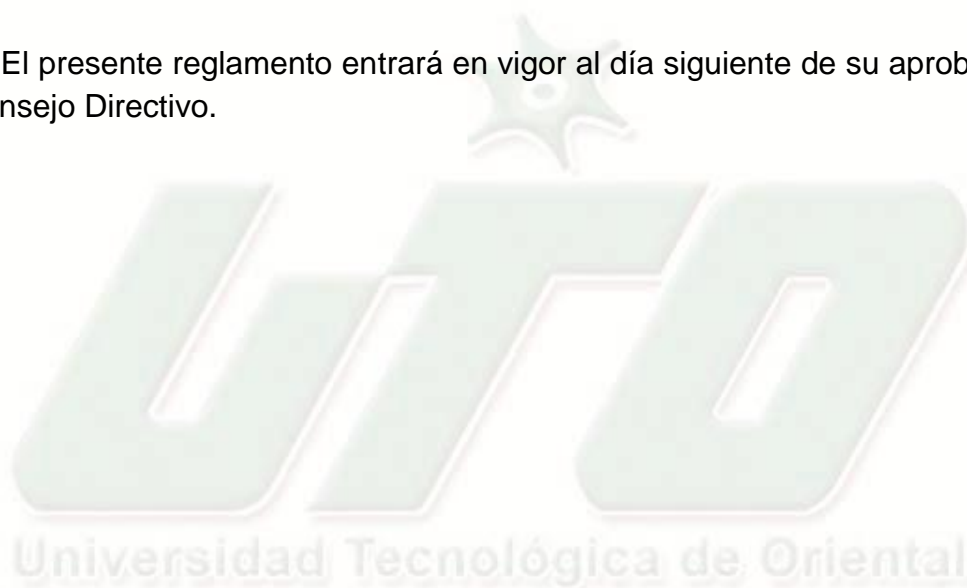 El presente reglamento entrará en vigor al día siguiente de su aprob
nsejo Directivo.
UTO
Universidad Tecnológica de Oriental